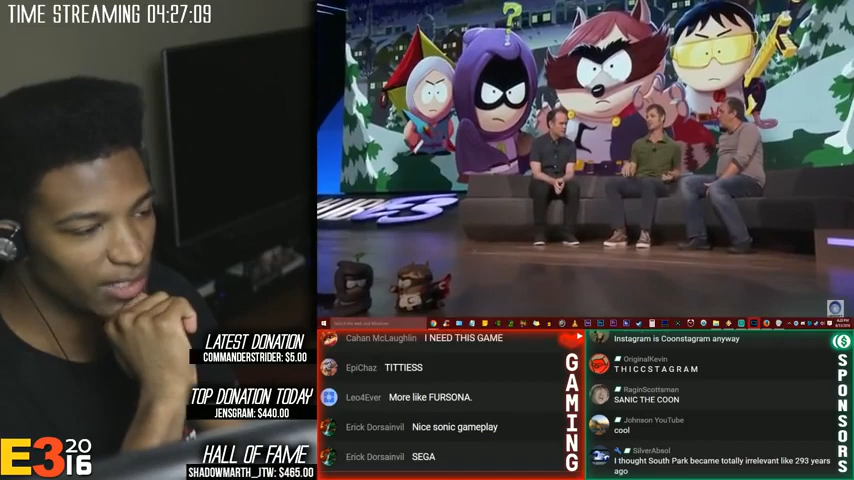 TIME STREAMING 04:27:09
?
E3
LATEST DONATION
COMMANDERSTRIDER: $5.00
TOP DONATION TODAY
JENSGRAM: $440.00
HALL OF FAME
SHADOWMARTH_JTW: $465.00
E3 2016
Cahan McLaughlin I NEED THIS GAME
EpiChaz TITTIESS
Leo4Ever More like FURSONA.
Erick Dorsainvil Nice sonic gameplay
Erick Dorsainvil SEGA
GAMING
Instagram is Coonstagram anyway
OriginalKevin
T H I C C S T A G R A M
RaginScottsman
SANIC THE COON
Johnson YouTube
cool
SilverAbsol
I thought South Park became totally irrelevant like 293 years
ago
SPONSORS